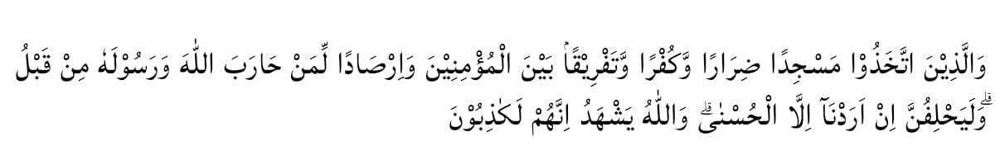 وَالَّذِيْنَ اتَّخَذُوْا مَسْجِدًا ضِرَارًا وَّكُفْرًا وَّتَفْرِيْقًاۢ بَيْنَ الْمُؤْمِنِيْنَ وَاِرْصَادًا لِّمَنْ حَارَبَ اللّٰهَ وَرَسُوْلَهٗ مِنْ قَبْلُ
ۗوَلَيَحْلِفُنَّ اِنْ اَرَدْنَآ اِلَّا الْحُسْنٰىۗ وَاللّٰهُ يَشْهَدُ اِنَّهُمْ لَكٰذِبُوْنَ